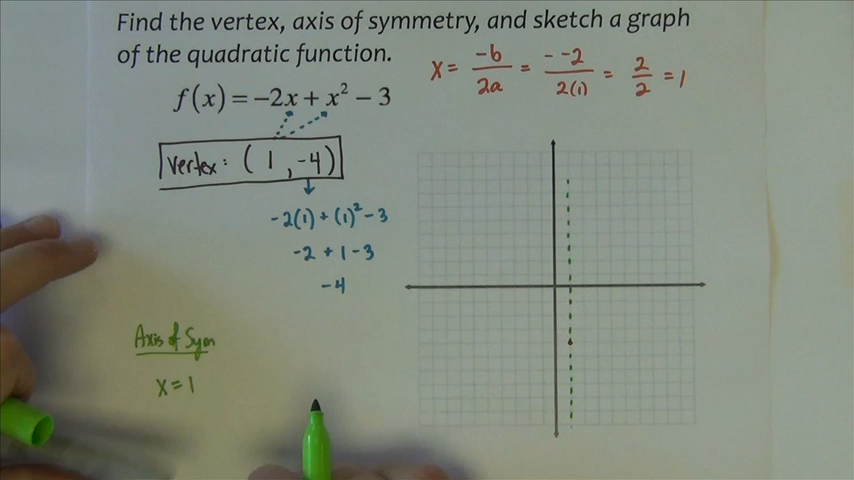 Find the vertex, axis of symmetry, and sketch a graph
of the quadratic function.
x = -b/2a = - -2/2(1) = 2/2 = 1
f(x) = −2x + x² − 3
Vertex: (1, -4)
-2(1) + (1)² - 3
-2 + 1 - 3
-4
Axis of Sym
x = 1